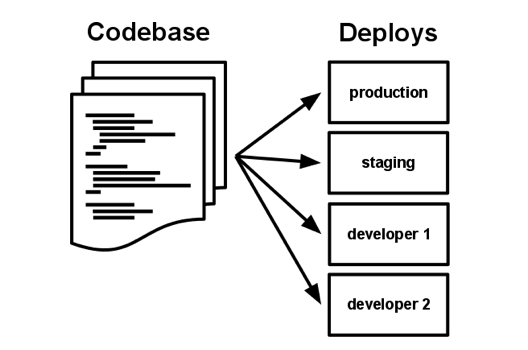 Codebase
Deploys
production
staging
developer 1
developer 2